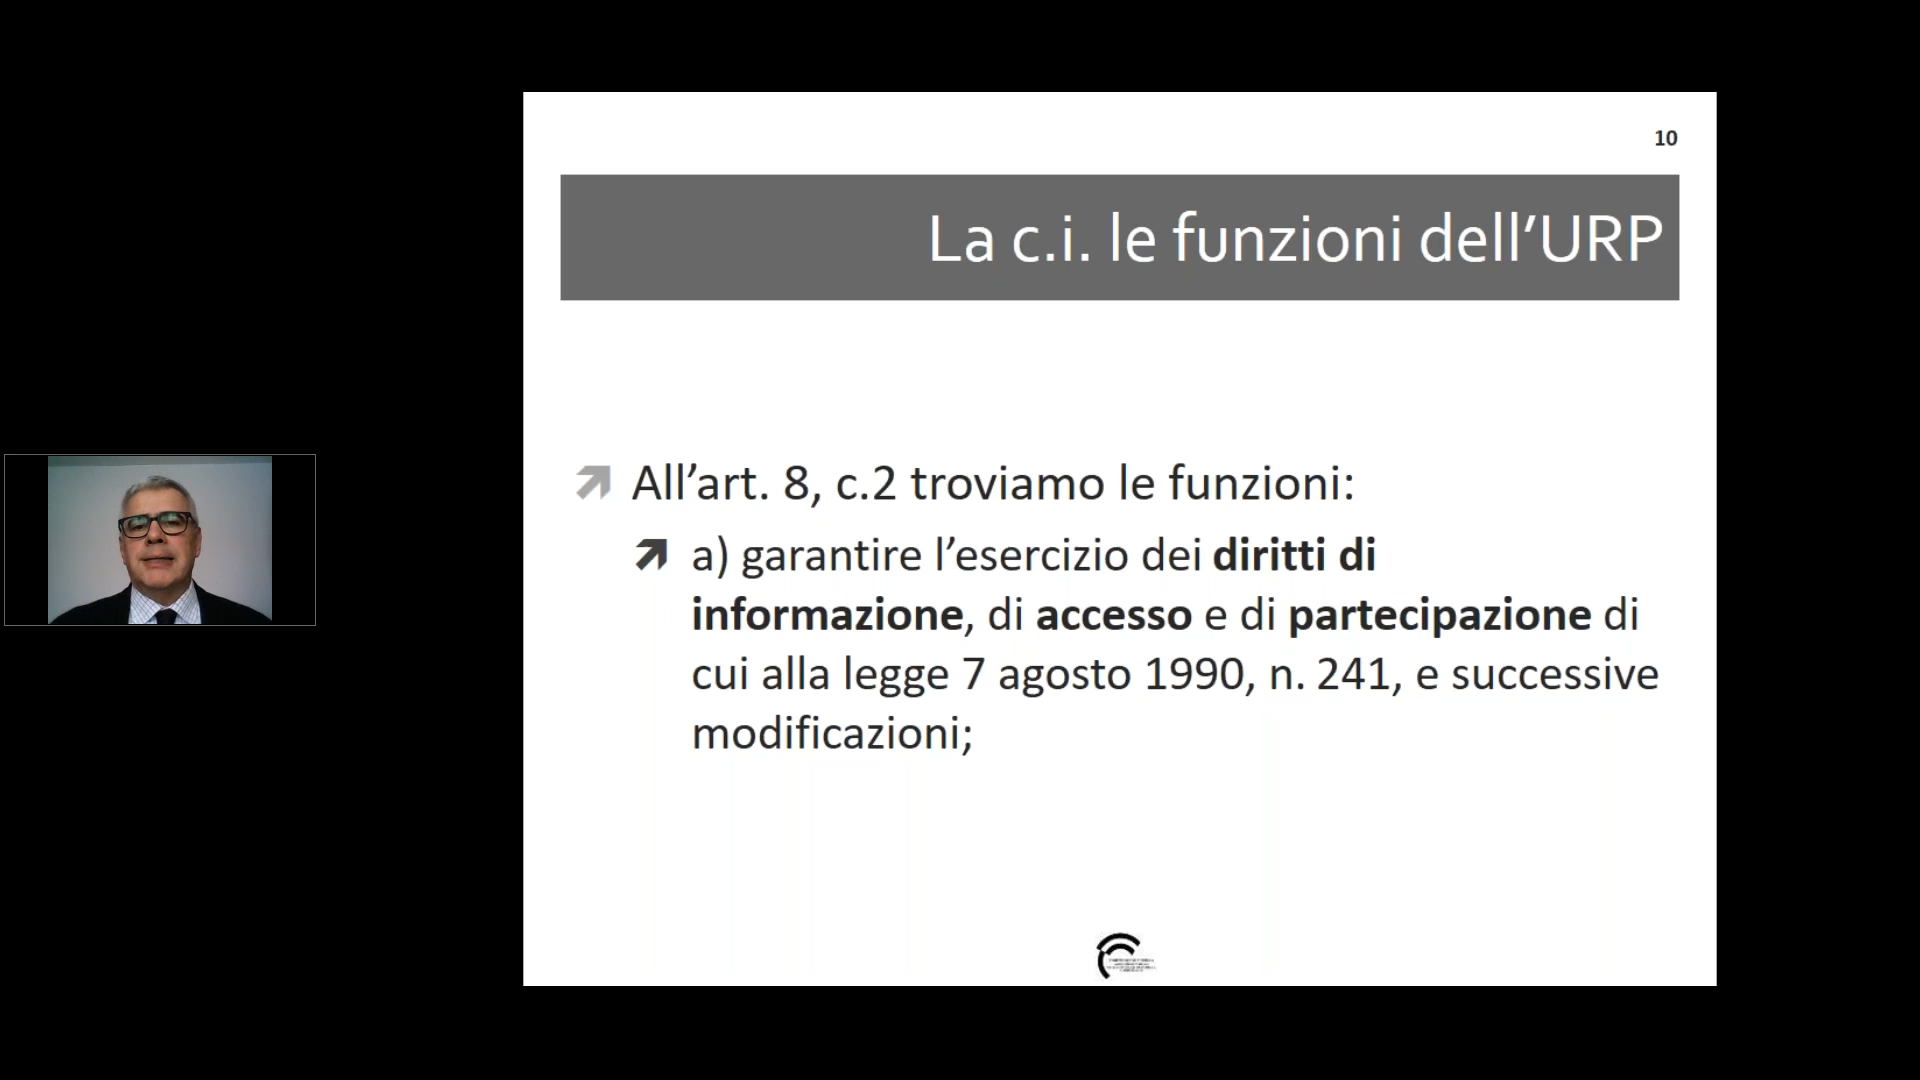 10
La c.i. le funzioni dell’URP
All’art. 8, c.2 troviamo le funzioni:
a) garantire l’esercizio dei diritti di
informazione, di accesso e di partecipazione di
cui alla legge 7 agosto 1990, n. 241, e successive
modificazioni;